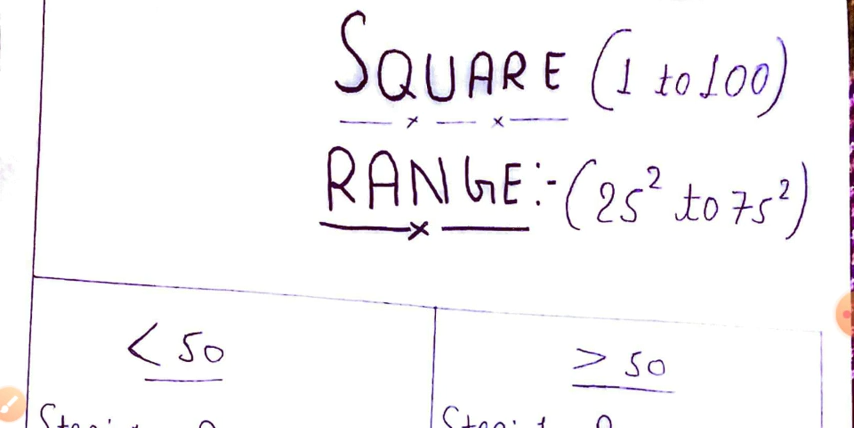 SQUARE (1 to 100)
RANGE:- (25² to 75²)
< 50
> 50